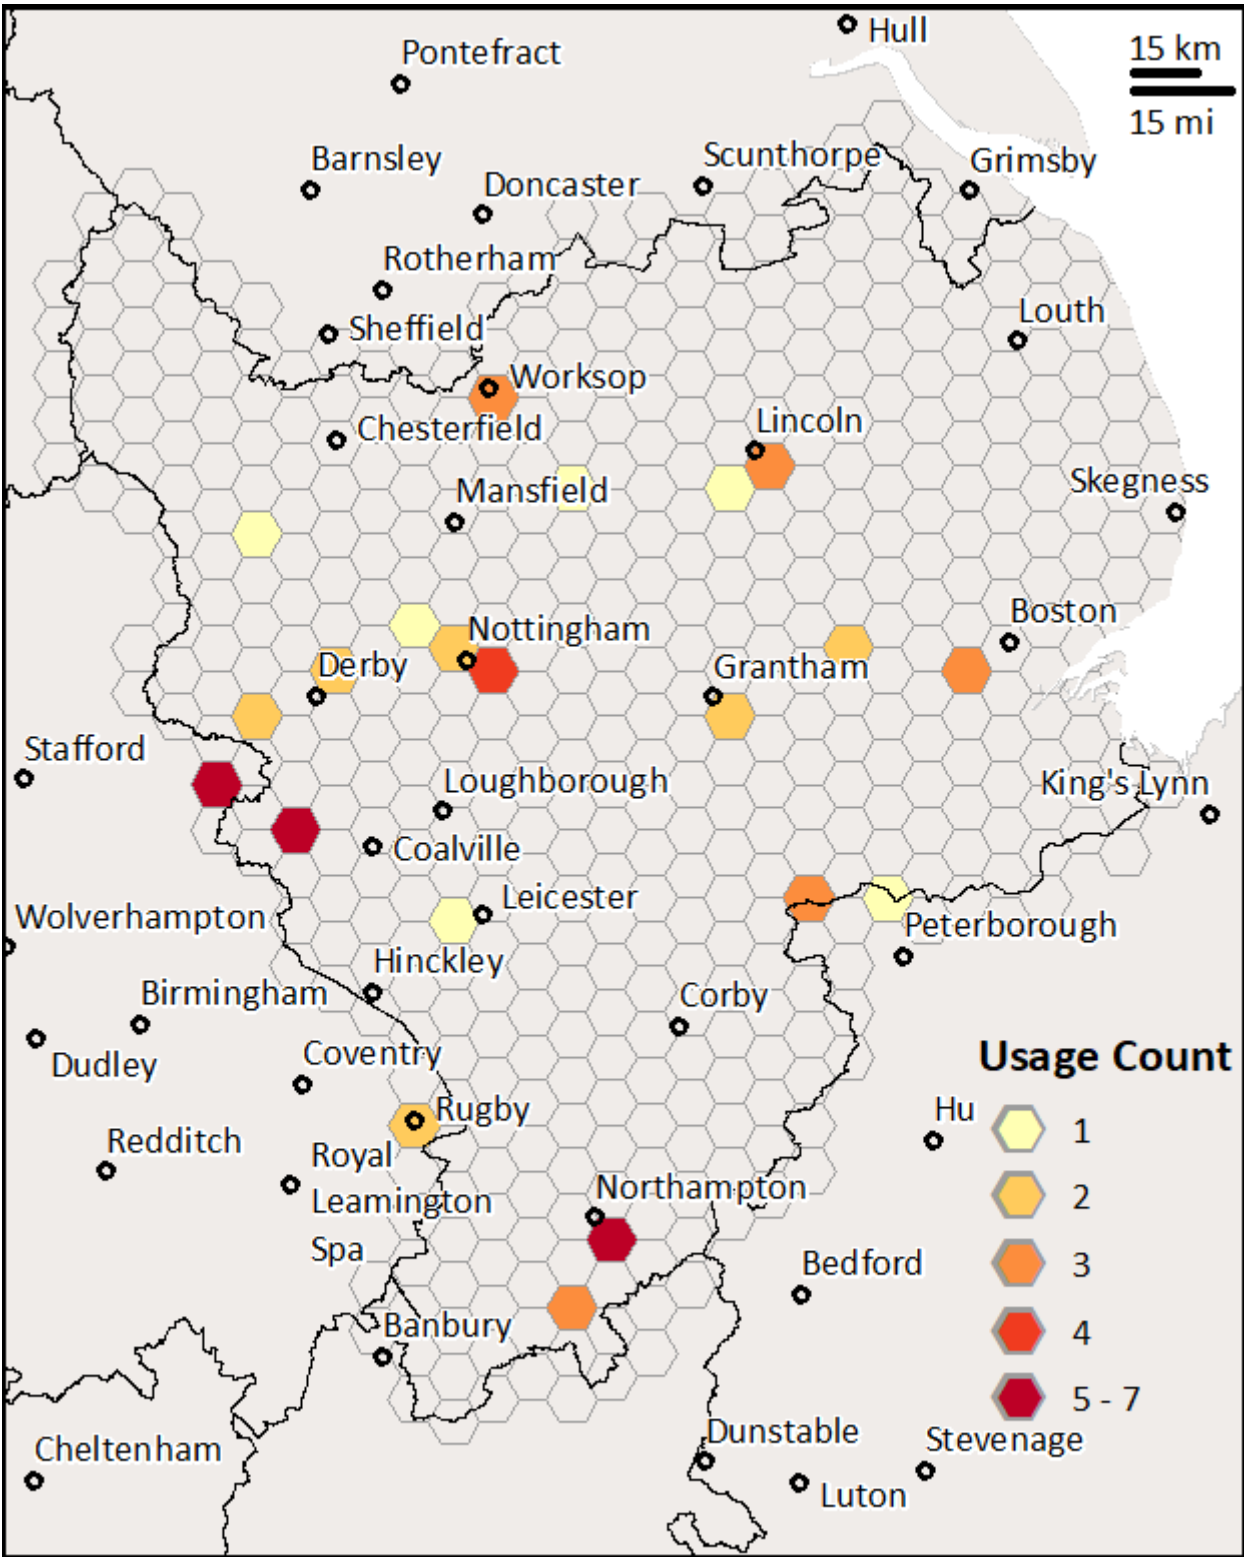 Hull
15 km
Pontefract
15 mi
Barnsley
Scunthorpe
Grimsby
Doncaster
Rotherham
Louth
Sheffield
Worksop
Lincoln
Chesterfield
Skegness
Mansfield
Boston
Nottingham
Derby
Grantham
Stafford
Loughborough
King's Lynn
Coalville
Leicester
Wolverhampton
Peterborough
Hinckley
Birmingham
Corby
Dudley
Coventry
Usage Count
Rugby
Hu
1
Redditch
Royal
Leamington
Spa
Northampton
2
Bedford
3
Banbury
4
5 - 7
Dunstable
Stevenage
Cheltenham
Luton